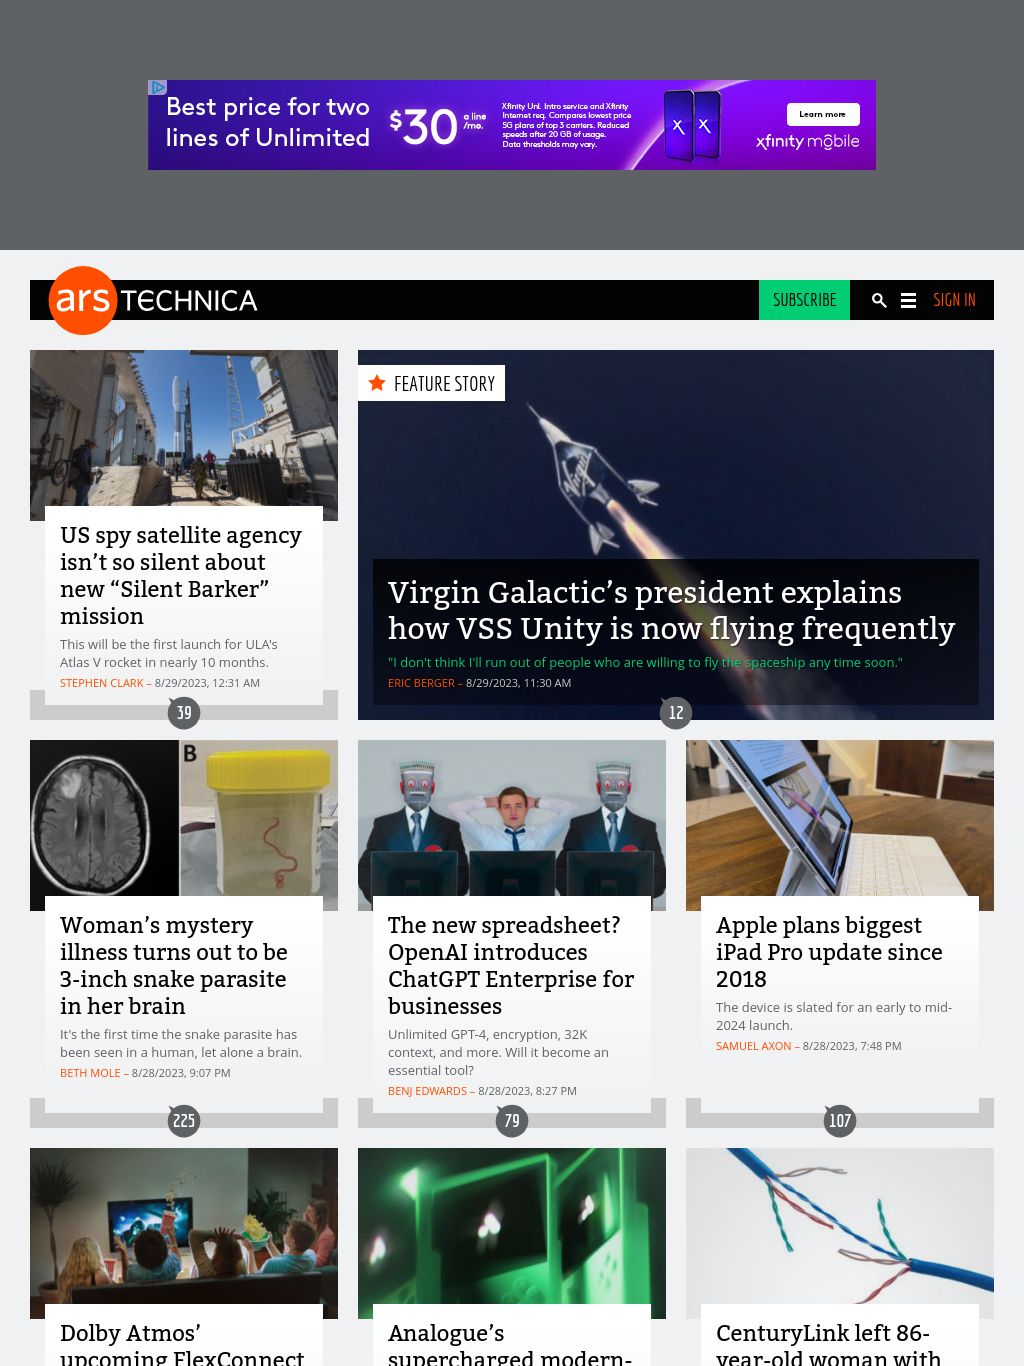 Best price for two
lines of Unlimited
$30 a line
/mo.
Xfinity Unl. Intro service and Xfinity
Internet req. Compares lowest price
5G plans of top 3 carriers. Reduced
speeds after 20 GB of usage.
Data thresholds may vary.
Learn more
xfinity mobile
ars TECHNICA
SUBSCRIBE
SIGN IN
US spy satellite agency
isn’t so silent about
new “Silent Barker”
mission
This will be the first launch for ULA's
Atlas V rocket in nearly 10 months.
STEPHEN CLARK – 8/29/2023, 12:31 AM
39
FEATURE STORY
Virgin
Virgin Galactic’s president explains
how VSS Unity is now flying frequently
"I don't think I'll run out of people who are willing to fly the spaceship any time soon."
ERIC BERGER – 8/29/2023, 11:30 AM
12
B
Woman’s mystery
illness turns out to be
3-inch snake parasite
in her brain
It's the first time the snake parasite has
been seen in a human, let alone a brain.
BETH MOLE – 8/28/2023, 9:07 PM
225
The new spreadsheet?
OpenAI introduces
ChatGPT Enterprise for
businesses
Unlimited GPT-4, encryption, 32K
context, and more. Will it become an
essential tool?
BENJ EDWARDS – 8/28/2023, 8:27 PM
79
Apple plans biggest
iPad Pro update since
2018
The device is slated for an early to mid-
2024 launch.
SAMUEL AXON – 8/28/2023, 7:48 PM
107
Dolby Atmos’
upcoming FlexConnect
Analogue’s
supercharged modern-
CenturyLink left 86-
year-old woman with